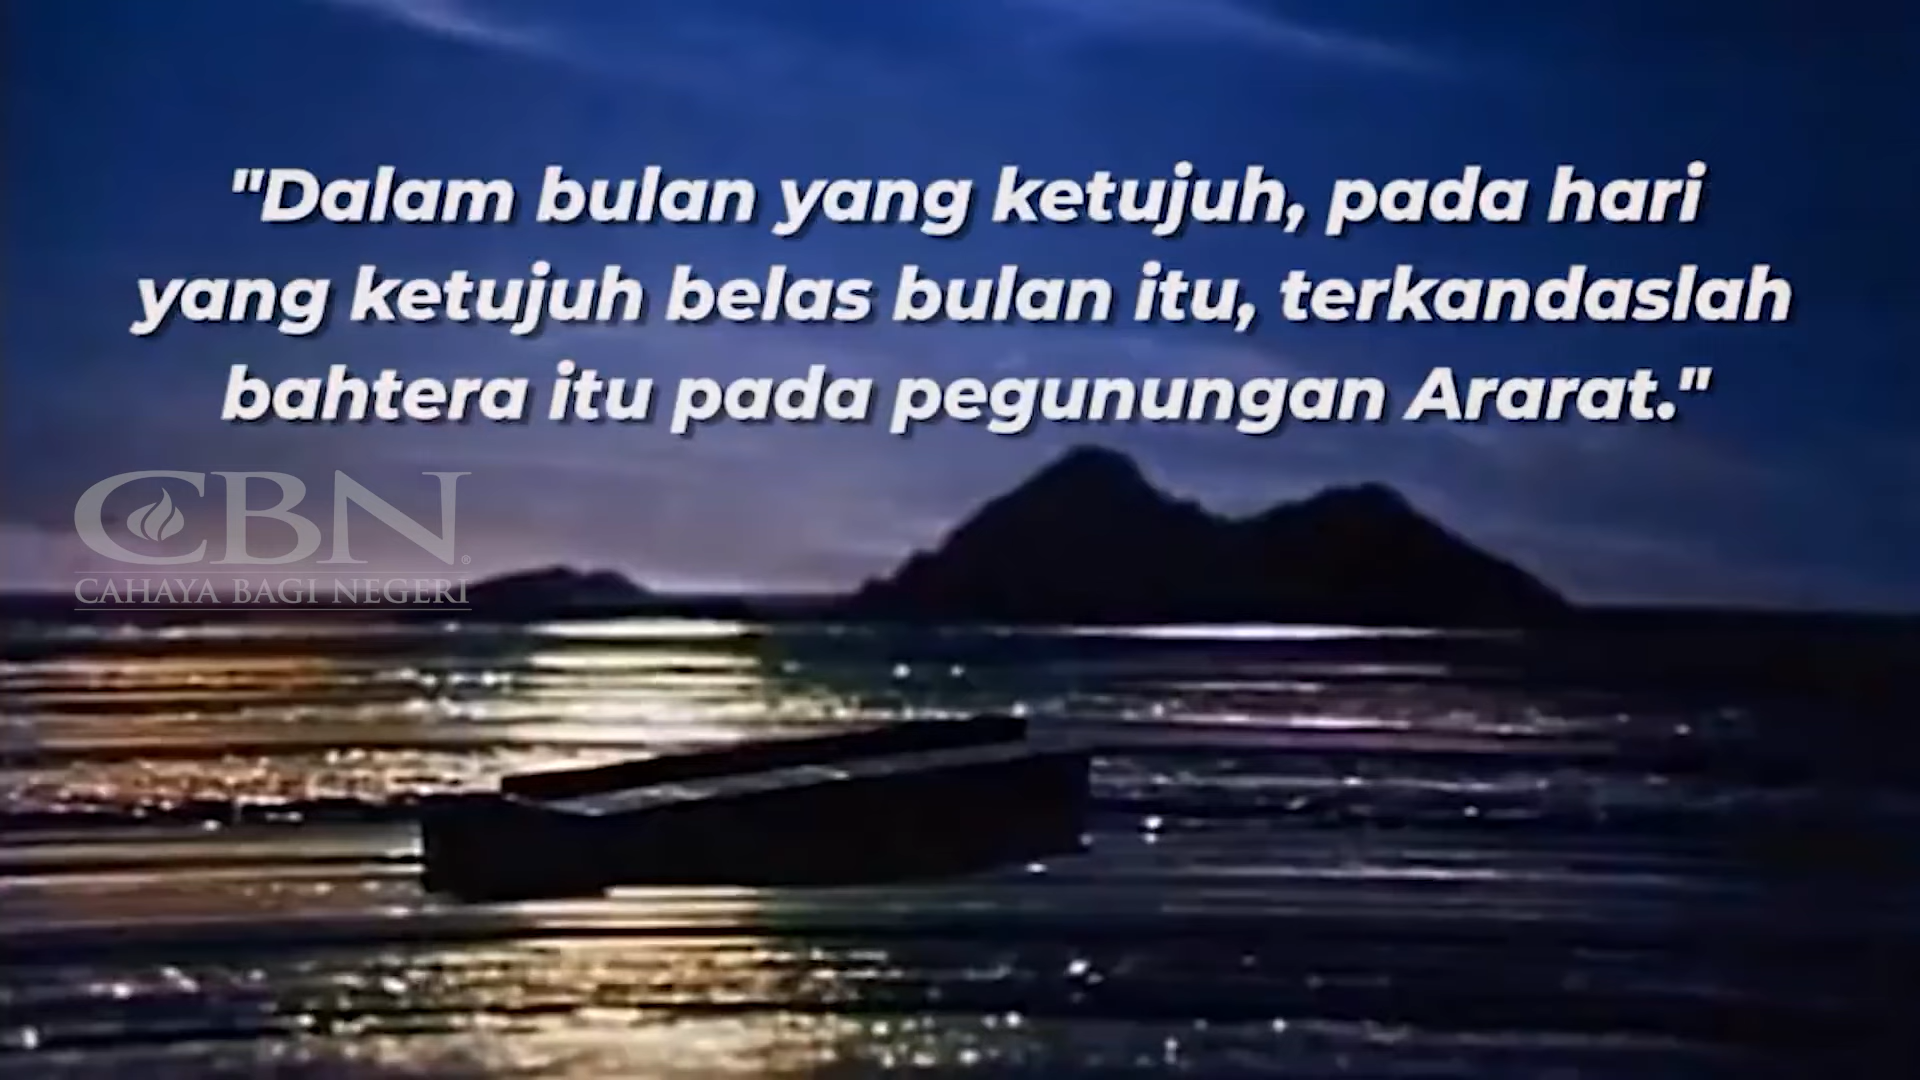 "Dalam bulan yang ketujuh, pada hari
yang ketujuh belas bulan itu, terkandaslah
bahtera itu pada pegunungan Ararat."
CBN
CAHAYA BAGI NEGERI